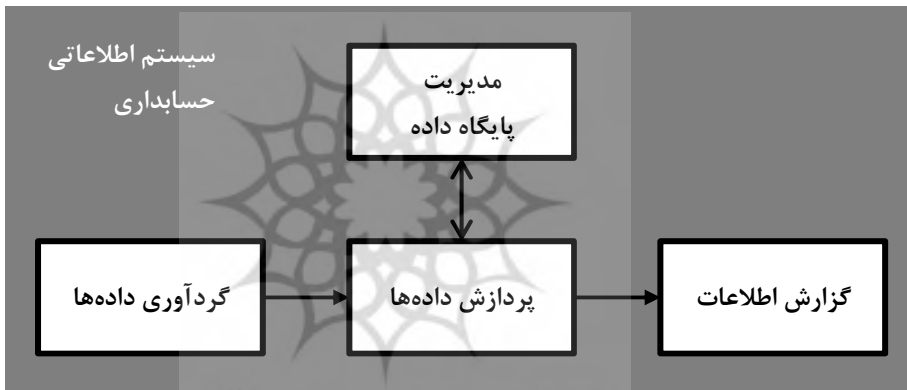 سیستم اطلاعاتی
حسابداری
مدیریت
پایگاه داده
گردآوری داده‌ها
پردازش داده‌ها
گزارش اطلاعات